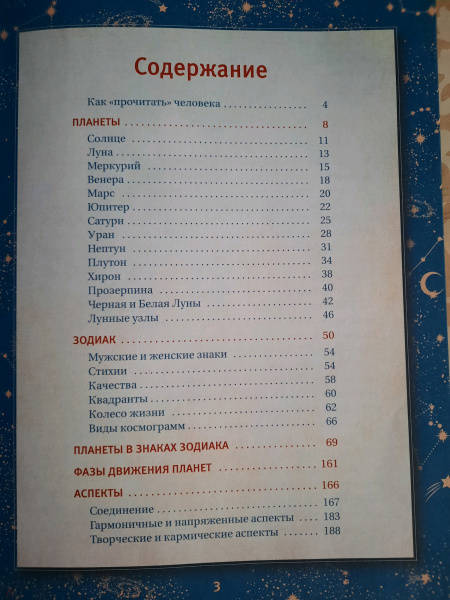 Содержание
Как «прочитать» человека ........................ 4
ПЛАНЕТЫ ........................ 8
Солнце ........................ 11
Луна ........................ 13
Меркурий ........................ 15
Венера ........................ 18
Марс ........................ 20
Юпитер ........................ 22
Сатурн ........................ 25
Уран ........................ 28
Нептун ........................ 31
Плутон ........................ 34
Хирон ........................ 38
Прозерпина ........................ 40
Черная и Белая Луны ........................ 42
Лунные узлы ........................ 46
ЗОДИАК ........................ 50
Мужские и женские знаки ........................ 54
Стихии ........................ 54
Качества ........................ 58
Квадранты ........................ 60
Колесо жизни ........................ 62
Виды космограмм ........................ 66
ПЛАНЕТЫ В ЗНАКАХ ЗОДИАКА ........................ 69
ФАЗЫ ДВИЖЕНИЯ ПЛАНЕТ ........................ 161
АСПЕКТЫ ........................ 166
Соединение ........................ 167
Гармоничные и напряженные аспекты ........................ 183
Творческие и кармические аспекты ........................ 188
3